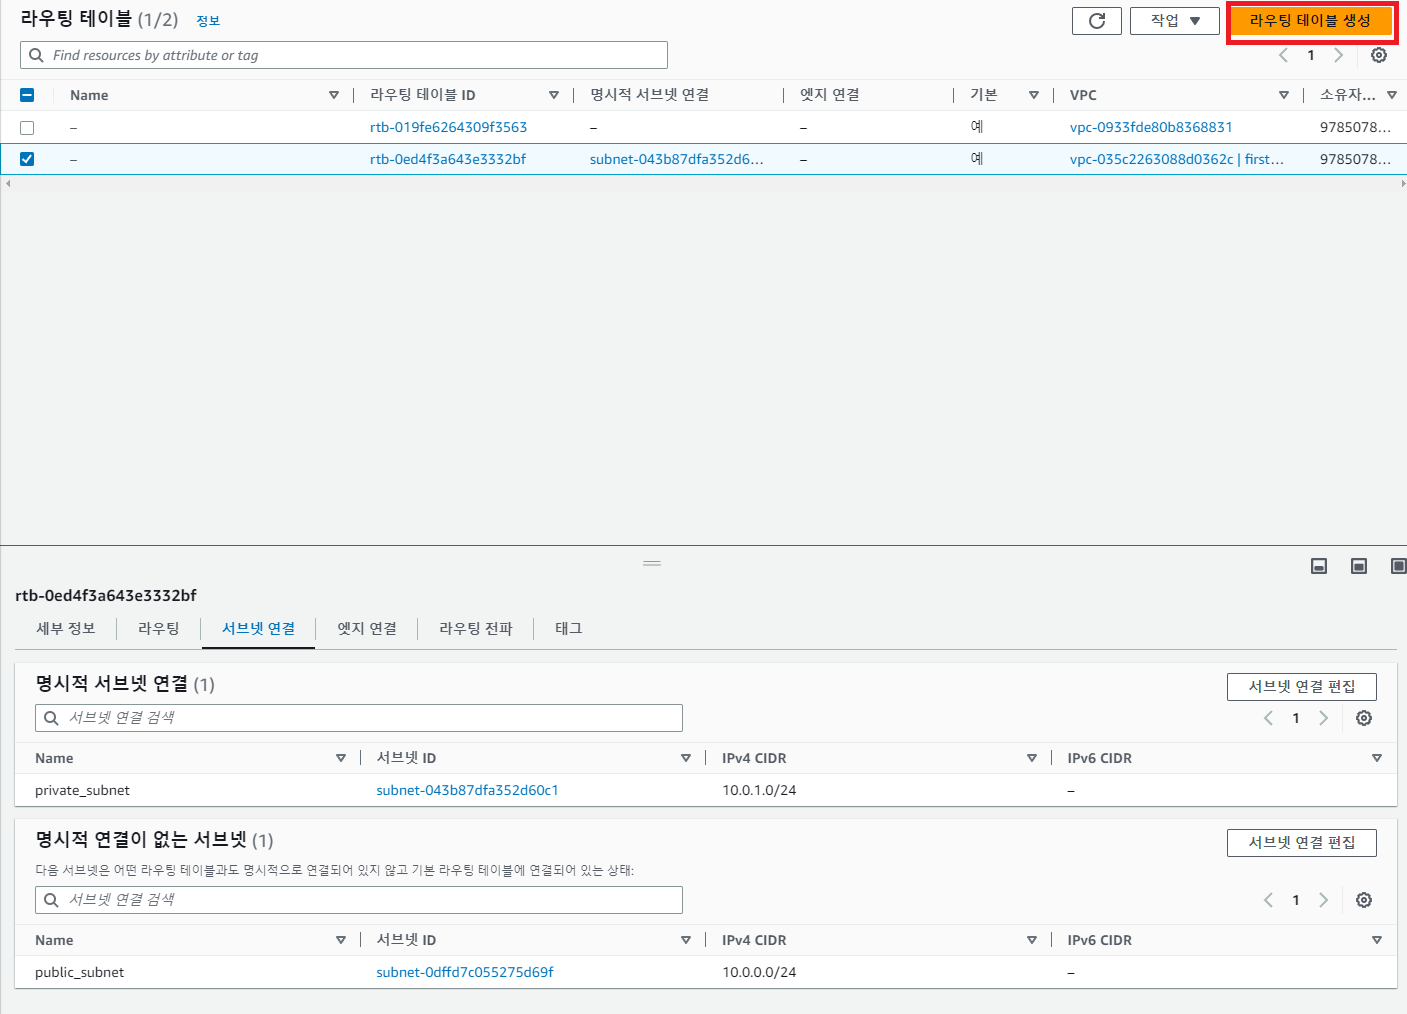 라우팅 테이블 (1/2) 정보 작업 라우팅 테이블 생성
Find resources by attribute or tag 1
Name 라우팅 테이블 ID 명시적 서브넷 연결 엣지 연결 기본 VPC 소유자...
– rtb-019fe6264309f3563 – – 예 vpc-0933fde80b8368831 9785078...
– rtb-0ed4f3a643e3332bf subnet-043b87dfa352d6... – 예 vpc-035c2263088d0362c | first... 9785078...
rtb-0ed4f3a643e3332bf
세부 정보 라우팅 서브넷 연결 엣지 연결 라우팅 전파 태그
명시적 서브넷 연결 (1) 서브넷 연결 편집
서브넷 연결 검색 1
Name 서브넷 ID IPv4 CIDR IPv6 CIDR
private_subnet subnet-043b87dfa352d60c1 10.0.1.0/24 –
명시적 연결이 없는 서브넷 (1) 서브넷 연결 편집
다음 서브넷은 어떤 라우팅 테이블과도 명시적으로 연결되어 있지 않고 기본 라우팅 테이블에 연결되어 있는 상태:
서브넷 연결 검색 1
Name 서브넷 ID IPv4 CIDR IPv6 CIDR
public_subnet subnet-0dffd7c055275d69f 10.0.0.0/24 –